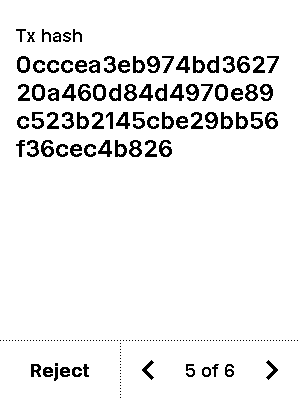 Tx hash
0cccea3eb974bd3627
20a460d84d4970e89
c523b2145cbe29bb56
f36cec4b826
Reject
5 of 6